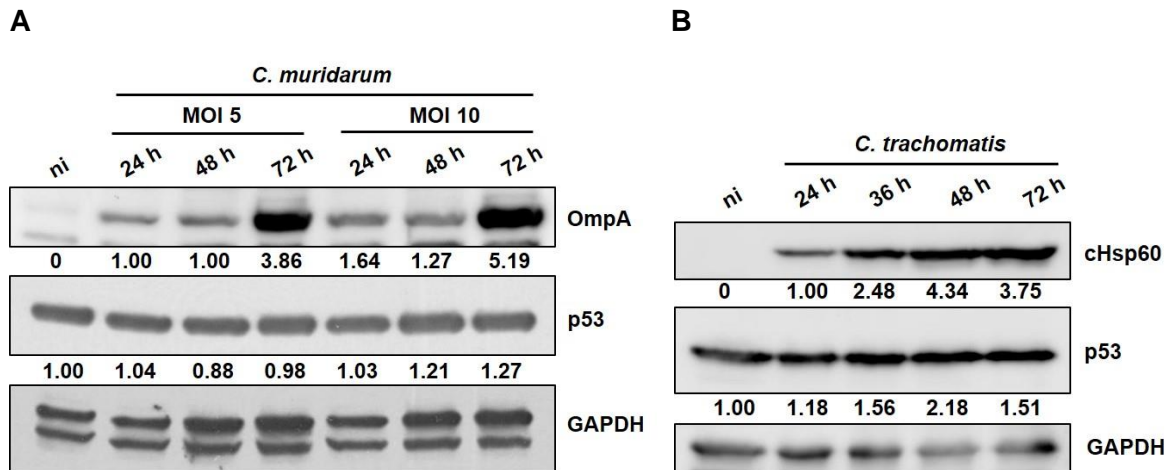 A
C. muridarum
MOI 5 MOI 10
ni 24 h 48 h 72 h 24 h 48 h 72 h
OmpA
0 1.00 1.00 3.86 1.64 1.27 5.19
p53
1.00 1.04 0.88 0.98 1.03 1.21 1.27
GAPDH
B
C. trachomatis
ni 24 h 36 h 48 h 72 h
cHsp60
0 1.00 2.48 4.34 3.75
p53
1.00 1.18 1.56 2.18 1.51
GAPDH